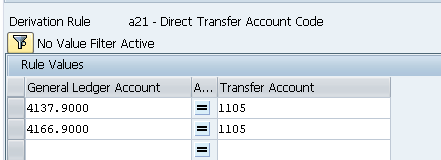 Derivation Rule a21 - Direct Transfer Account Code
No Value Filter Active
Rule Values
General Ledger Account A... Transfer Account
4137.9000 = 1105
4166.9000 = 1105
=